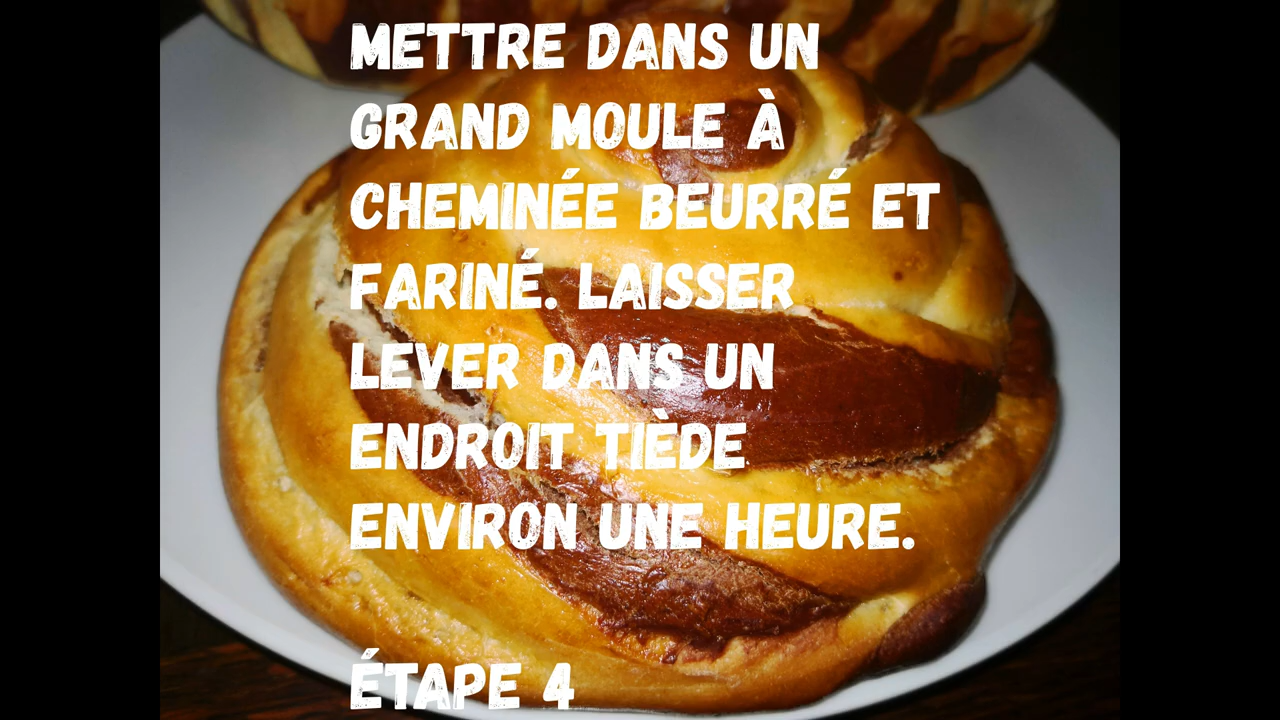 METTRE DANS UN
GRAND MOULE À
CHEMINÉE BEURRÉ ET
FARINÉ. LAISSER
LEVER DANS UN
ENDROIT TIÈDE
ENVIRON UNE HEURE.
ÉTAPE 4